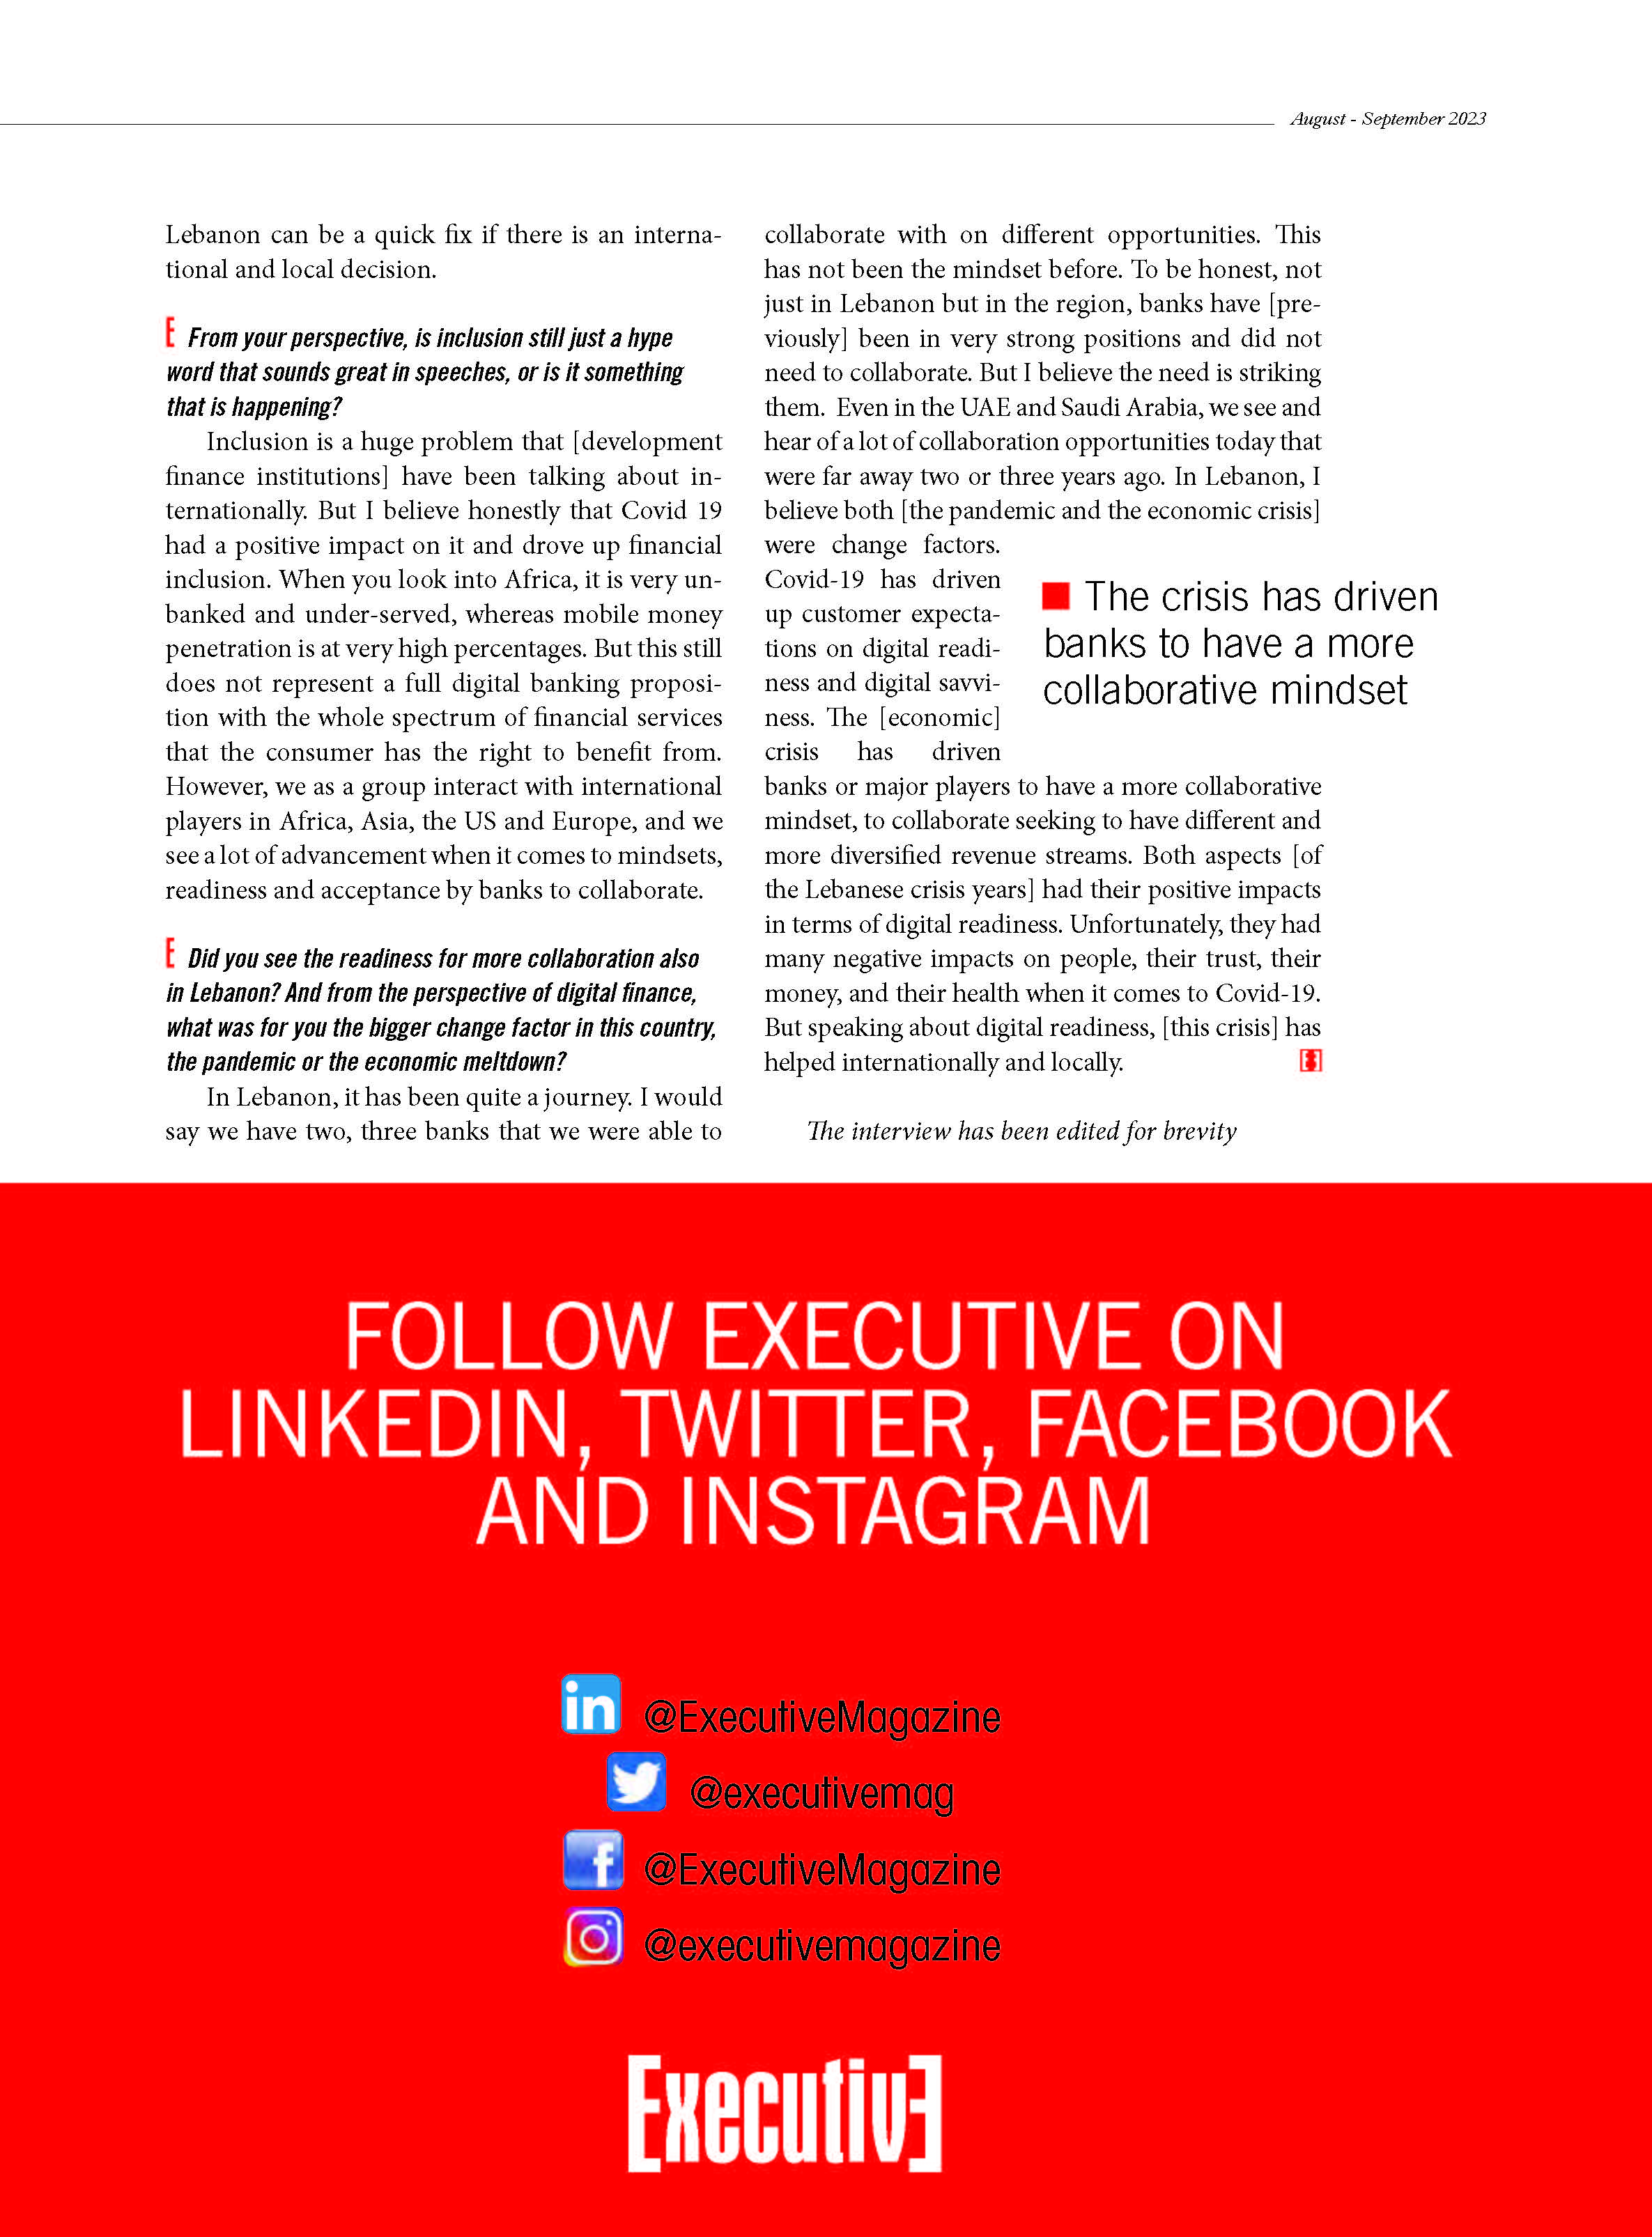 August - September 2023
Lebanon can be a quick fix if there is an interna-
tional and local decision.
E From your perspective, is inclusion still just a hype
word that sounds great in speeches, or is it something
that is happening?
Inclusion is a huge problem that [development
finance institutions] have been talking about in-
ternationally. But I believe honestly that Covid 19
had a positive impact on it and drove up financial
inclusion. When you look into Africa, it is very un-
banked and under-served, whereas mobile money
penetration is at very high percentages. But this still
does not represent a full digital banking proposi-
tion with the whole spectrum of financial services
that the consumer has the right to benefit from.
However, we as a group interact with international
players in Africa, Asia, the US and Europe, and we
see a lot of advancement when it comes to mindsets,
readiness and acceptance by banks to collaborate.
E Did you see the readiness for more collaboration also
in Lebanon? And from the perspective of digital finance,
what was for you the bigger change factor in this country,
the pandemic or the economic meltdown?
In Lebanon, it has been quite a journey. I would
say we have two, three banks that we were able to
collaborate with on different opportunities. This
has not been the mindset before. To be honest, not
just in Lebanon but in the region, banks have [pre-
viously] been in very strong positions and did not
need to collaborate. But I believe the need is striking
them. Even in the UAE and Saudi Arabia, we see and
hear of a lot of collaboration opportunities today that
were far away two or three years ago. In Lebanon, I
believe both [the pandemic and the economic crisis]
were change factors.
Covid-19 has driven
up customer expecta-
tions on digital readi-
ness and digital savvi-
ness. The [economic]
crisis has driven
banks or major players to have a more collaborative
mindset, to collaborate seeking to have different and
more diversified revenue streams. Both aspects [of
the Lebanese crisis years] had their positive impacts
in terms of digital readiness. Unfortunately, they had
many negative impacts on people, their trust, their
money, and their health when it comes to Covid-19.
But speaking about digital readiness, [this crisis] has
helped internationally and locally.
The interview has been edited for brevity
The crisis has driven
banks to have a more
collaborative mindset
FOLLOW EXECUTIVE ON
LINKEDIN, TWITTER, FACEBOOK
AND INSTAGRAM
in @ExecutiveMagazine
@executivemag
f @ExecutiveMagazine
@executivemagazine
Executive